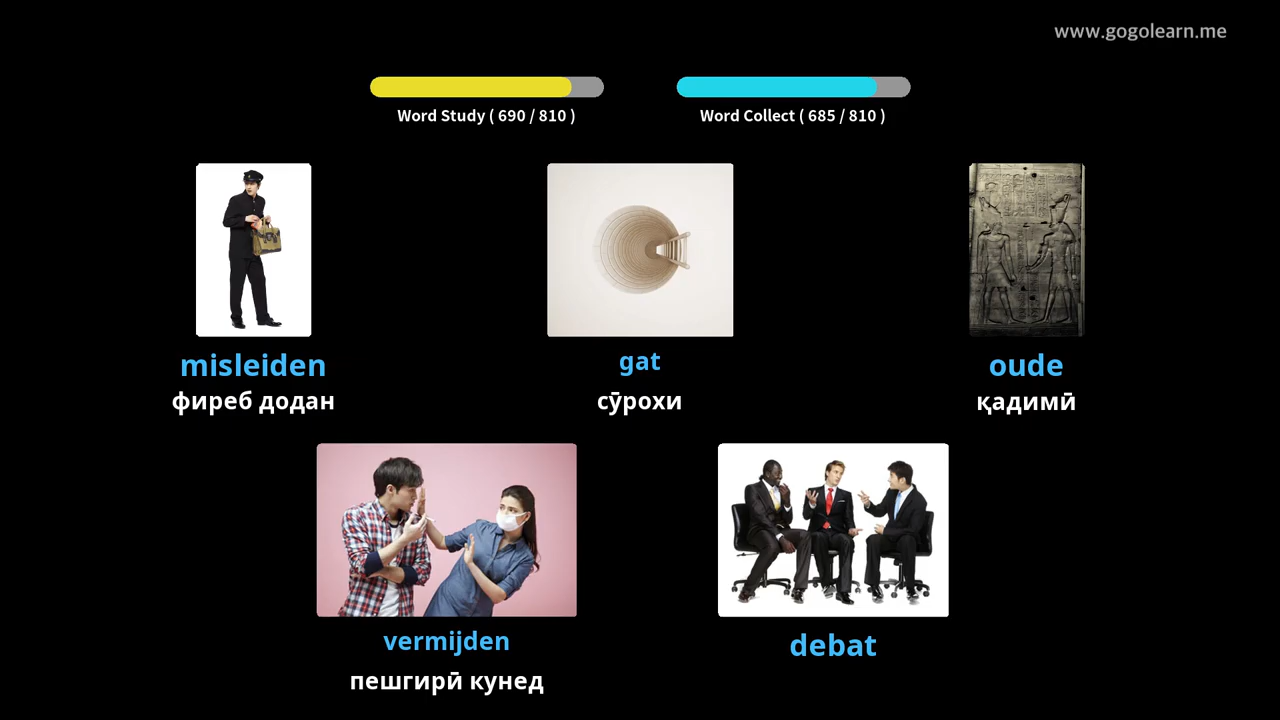 www.gogolearn.me
Word Study ( 690 / 810 )
Word Collect ( 685 / 810 )
misleiden
фиреб додан
gat
сӯрохи
oude
қадимӣ
vermijden
пешгирӣ кунед
debat